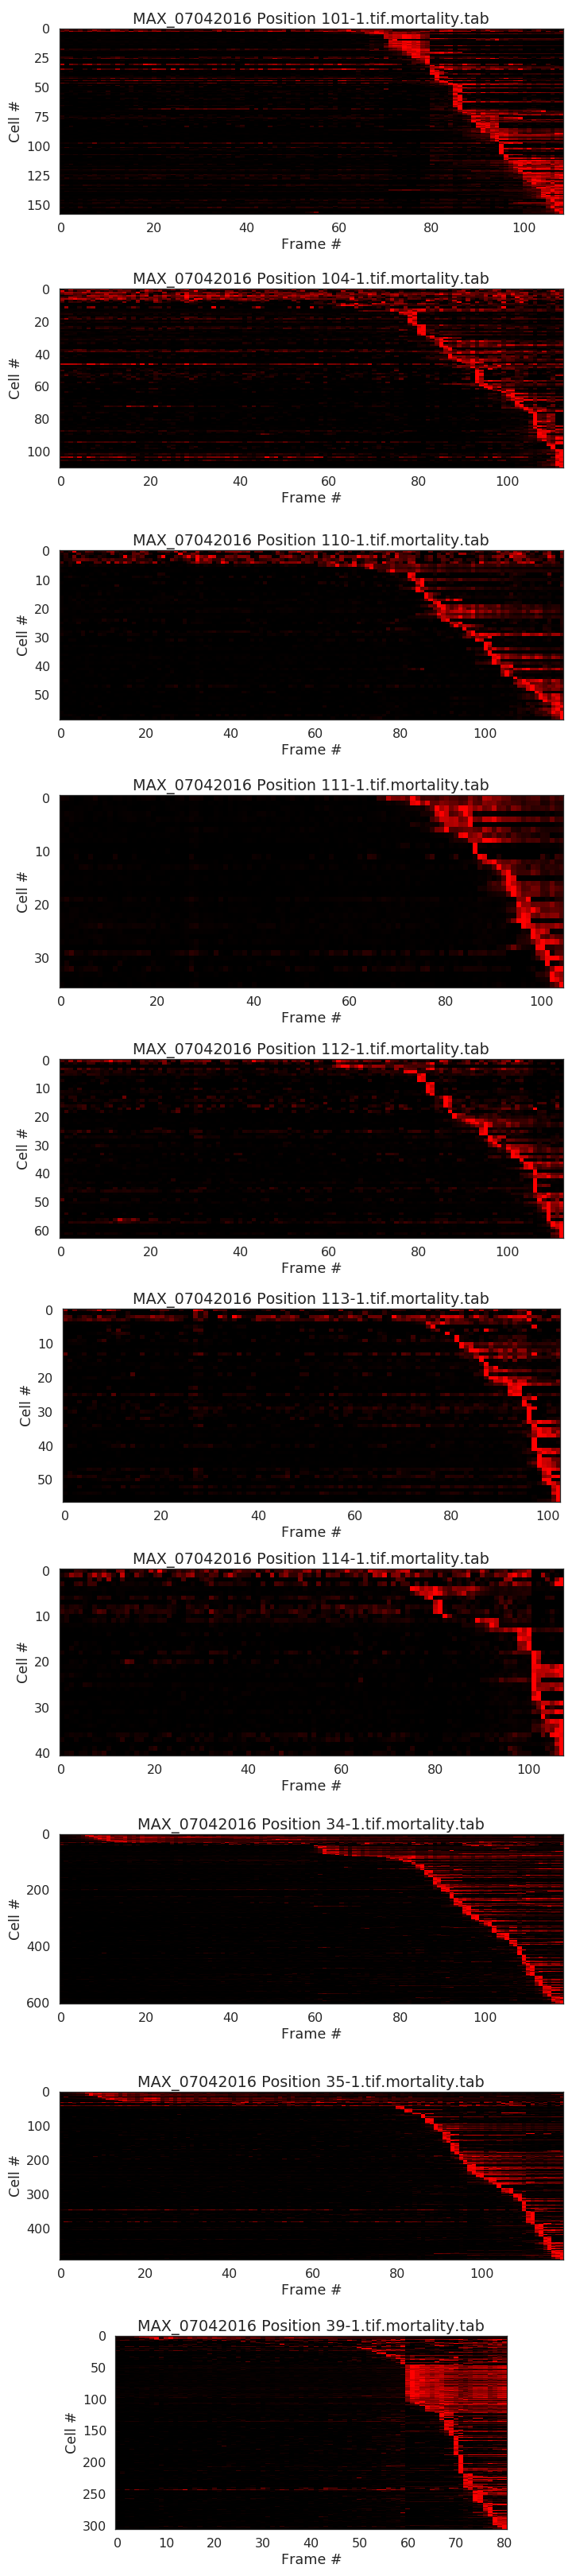 MAX_07042016 Position 101-1.tif.mortality.tab
0
25
50
75
100
125
150
Cell #
0 20 40 60 80 100
Frame #
MAX_07042016 Position 104-1.tif.mortality.tab
0
20
40
60
80
100
Cell #
0 20 40 60 80 100
Frame #
MAX_07042016 Position 110-1.tif.mortality.tab
0
10
20
30
40
50
Cell #
0 20 40 60 80 100
Frame #
MAX_07042016 Position 111-1.tif.mortality.tab
0
10
20
30
Cell #
0 20 40 60 80 100
Frame #
MAX_07042016 Position 112-1.tif.mortality.tab
0
10
20
30
40
50
60
Cell #
0 20 40 60 80 100
Frame #
MAX_07042016 Position 113-1.tif.mortality.tab
0
10
20
30
40
50
Cell #
0 20 40 60 80 100
Frame #
MAX_07042016 Position 114-1.tif.mortality.tab
0
10
20
30
40
Cell #
0 20 40 60 80 100
Frame #
MAX_07042016 Position 34-1.tif.mortality.tab
0
200
400
600
Cell #
0 20 40 60 80 100
Frame #
MAX_07042016 Position 35-1.tif.mortality.tab
0
100
200
300
400
Cell #
0 20 40 60 80 100
Frame #
MAX_07042016 Position 39-1.tif.mortality.tab
0
50
100
150
200
250
300
Cell #
0 10 20 30 40 50 60 70 80
Frame #